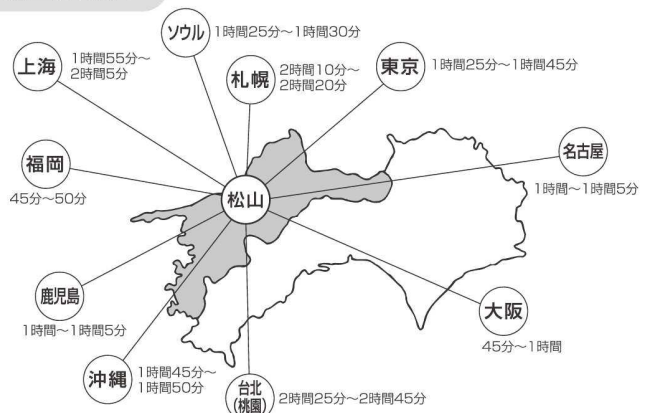 ソウル
1時間25分～1時間30分
上海
1時間55分～
2時間5分
札幌
2時間10分～
2時間20分
東京
1時間25分～1時間45分
福岡
45分～50分
松山
名古屋
1時間～1時間5分
鹿児島
1時間～1時間5分
大阪
45分～1時間
沖縄
1時間45分～
1時間50分
台北
(桃園)
2時間25分～2時間45分